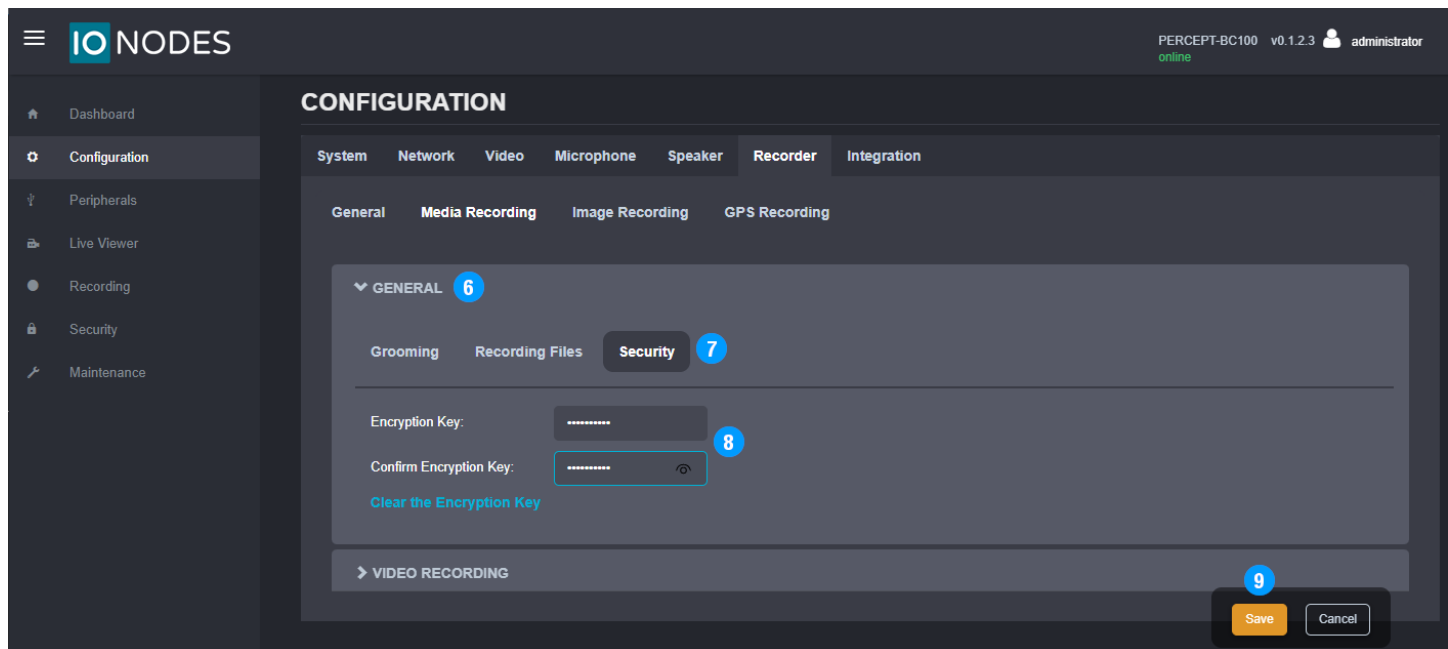 IO NODES
PERCEPT-BC100 v0.1.2.3 administrator
online
Dashboard
Configuration
Peripherals
Live Viewer
Recording
Security
Maintenance
CONFIGURATION
System Network Video Microphone Speaker Recorder Integration
General Media Recording Image Recording GPS Recording
GENERAL 6
Grooming Recording Files Security 7
Encryption Key: ••••••••••
8
Confirm Encryption Key: ••••••••••
Clear the Encryption Key
VIDEO RECORDING
9
Save Cancel